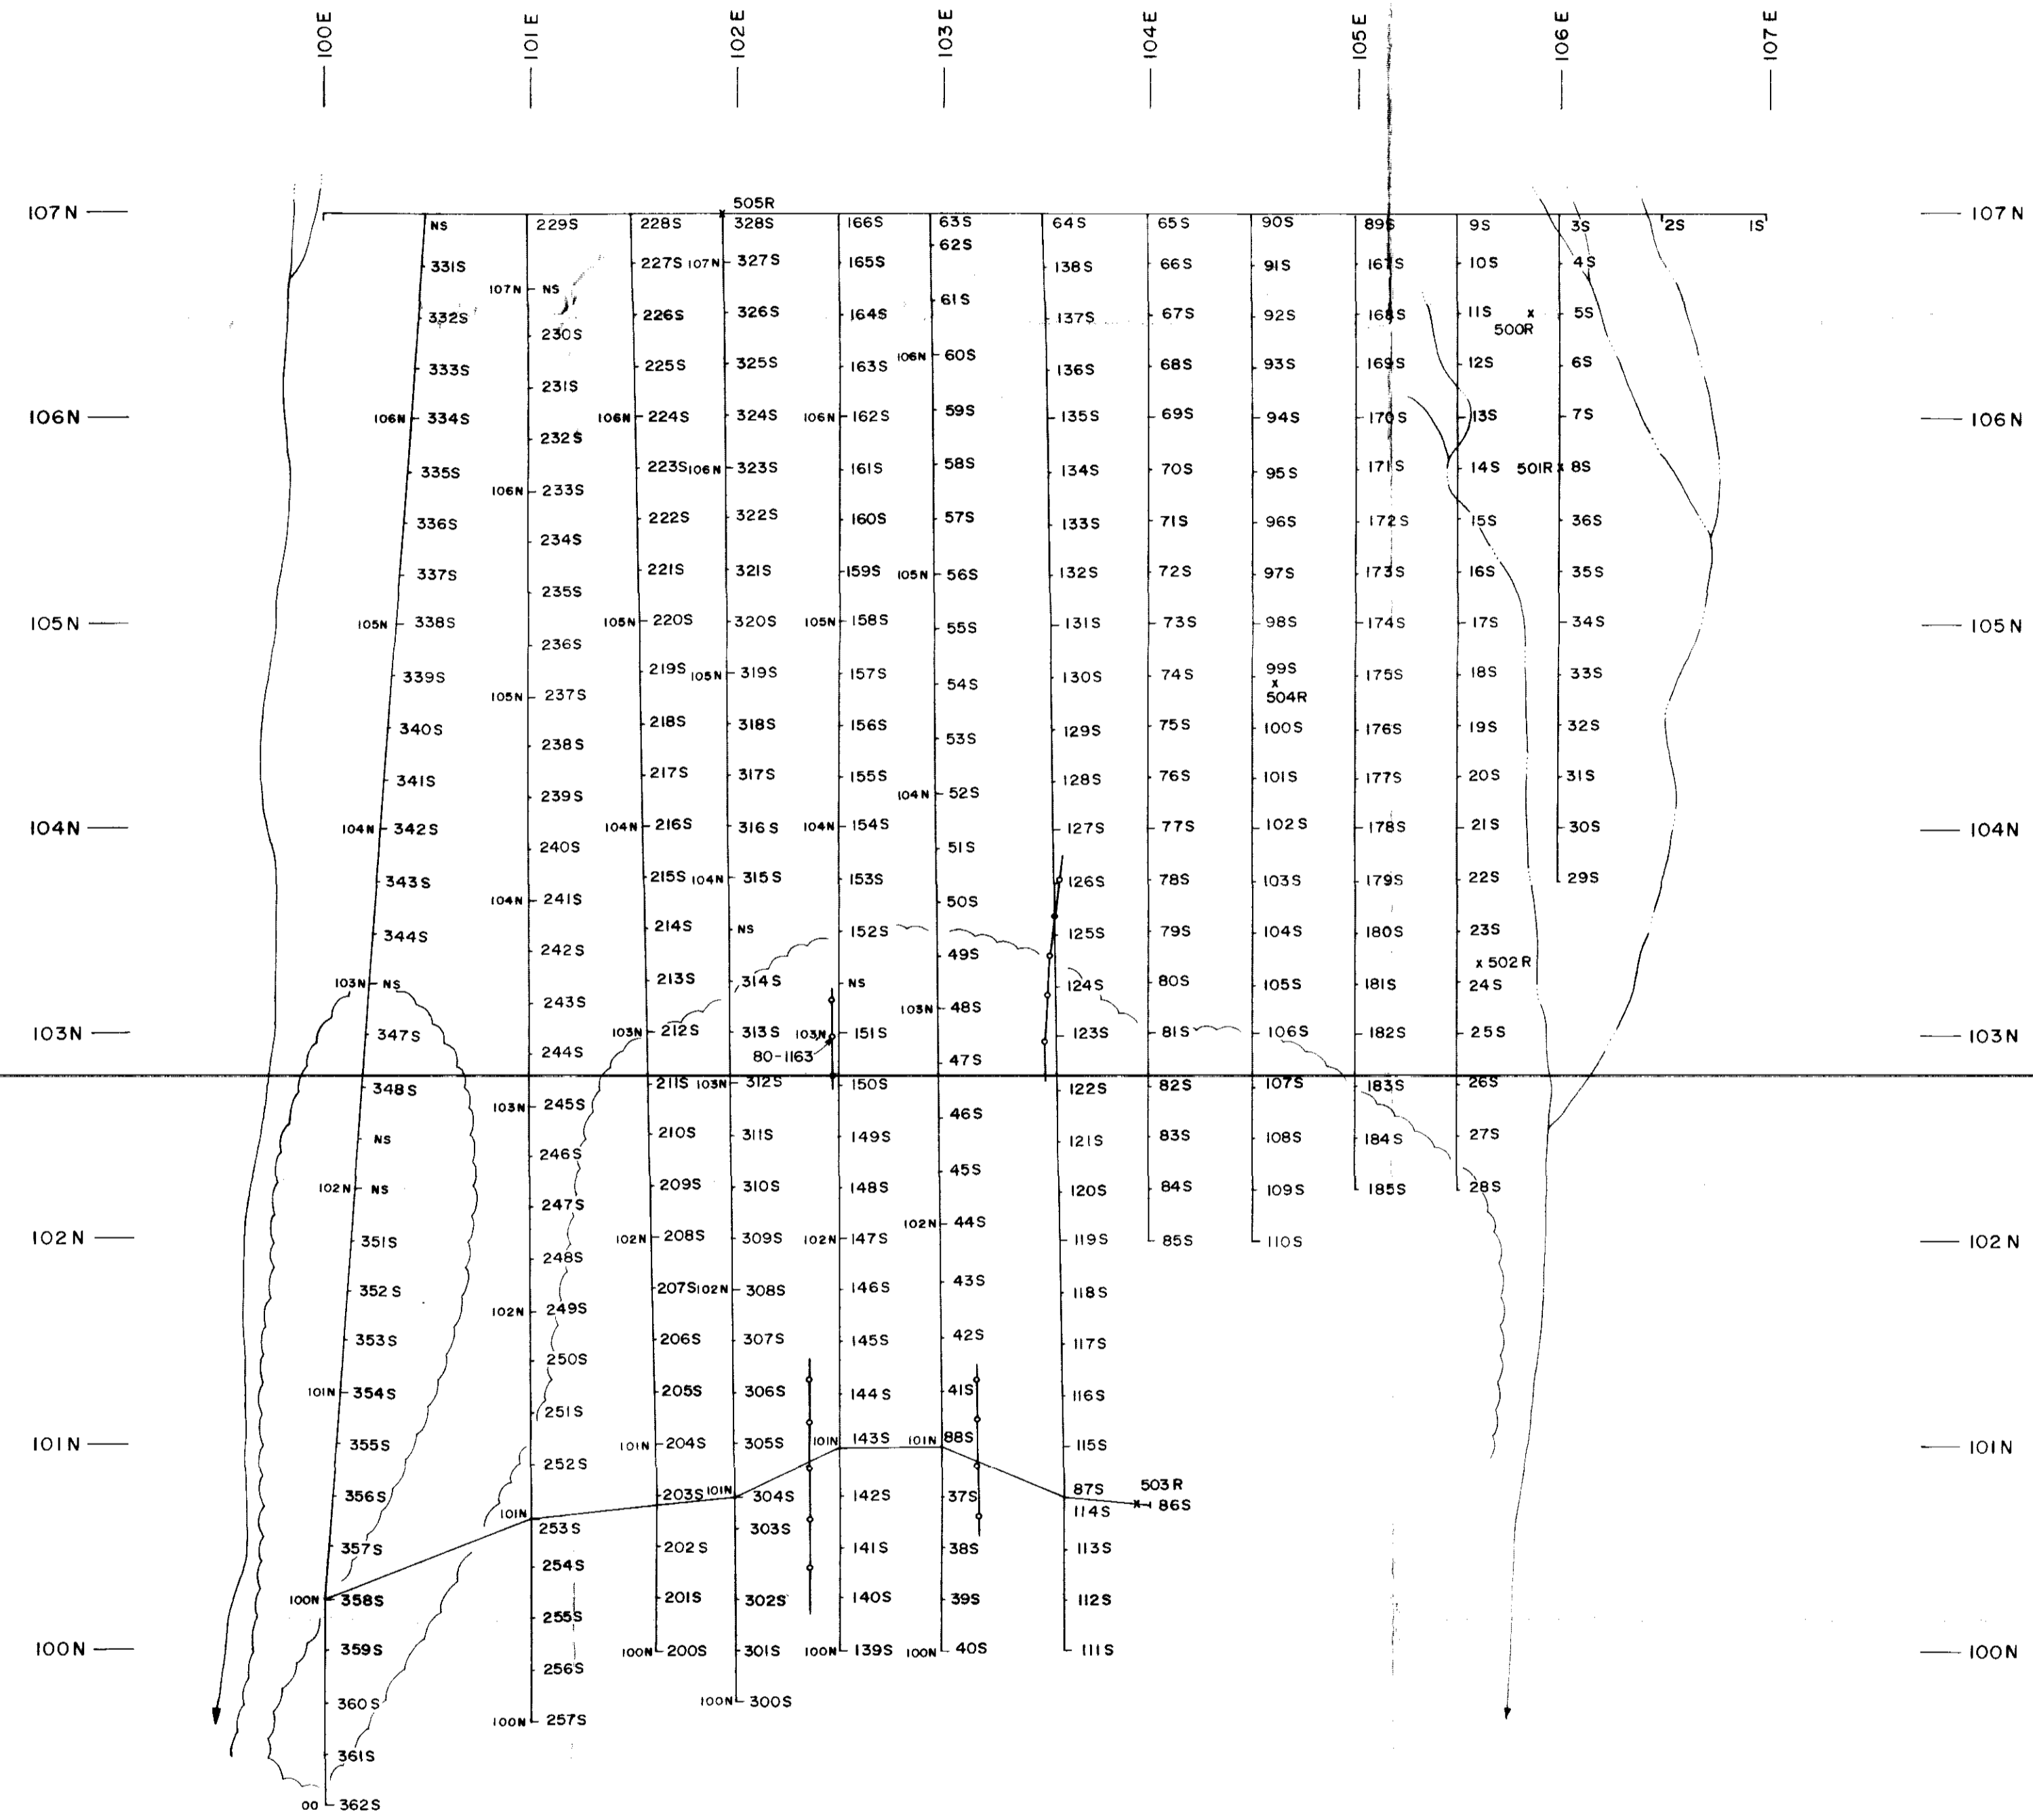 100E 101E 102E 103E 104E 105E 106E 107E
505R
107N NS 229S 228S 328S 166S 63S 64S 65S 90S 89S 9S 3S 2S 1S 107N
62S
331S 227S 107N 327S 165S 138S 66S 91S 167S 10S 4S
107N NS
61S
332S 226S 326S 164S 137S 67S 92S 168S 11S x 5S
500R
230S
333S 225S 325S 163S 106N 60S 136S 68S 93S 169S 12S 6S
231S
106N 106N 334S 106N 224S 324S 106N 162S 59S 135S 69S 94S 170S 13S 7S 106N
232S
335S 223S 106N 323S 161S 58S 134S 70S 95S 171S 14S 501R x 8S
106N 233S
336S 222S 322S 160S 57S 133S 71S 96S 172S 15S 36S
234S
337S 221S 321S 159S 105N 56S 132S 72S 97S 173S 16S 35S
235S
105N 105N 338S 105N 220S 320S 105N 158S 55S 131S 73S 98S 174S 17S 34S 105N
236S
339S 219S 105N 319S 157S 54S 130S 74S 99S 175S 18S 33S
x
504R
105N 237S
340S 218S 318S 156S 53S 129S 75S 100S 176S 19S 32S
238S
341S 217S 317S 155S 128S 76S 101S 177S 20S 31S
239S 104N 52S
104N 104N 342S 104N 216S 316S 104N 154S 127S 77S 102S 178S 21S 30S 104N
240S 51S
343S 215S 104N 315S 153S 126S 78S 103S 179S 22S 29S
104N 241S 50S
344S 214S NS 152S 125S 79S 104S 180S 23S
242S 49S
x 502R
103N NS 213S 314S NS 124S 80S 105S 181S 24S
243S 103N 48S
103N 347S 103N 212S 313S 103N 151S 123S 81S 106S 182S 25S 103N
244S 80-1163 47S
348S 211S 103N 312S 150S 122S 82S 107S 183S 26S
103N 245S 46S
NS 210S 311S 149S 121S 83S 108S 184S 27S
246S 45S
102N NS 209S 310S 148S 120S 84S 109S 185S 28S
247S 102N 44S
102N 351S 102N 208S 309S 102N 147S 119S 85S 110S 102N
248S
352S 207S 102N 308S 146S 43S 118S
102N 249S
353S 206S 307S 145S 42S 117S
250S
101N 354S 205S 306S 144S 41S 116S
251S
101N 355S 101N 204S 305S 101N 143S 101N 88S 115S 101N
252S
503R
356S 203S 101N 304S 142S 37S 87S x 86S
114S
101N
253S 303S
357S 202S 141S 38S 113S
254S
100N 358S 201S 302S 140S 39S 112S
255S
100N 359S 100N 200S 301S 100N 139S 100N 40S 111S 100N
256S
360S 100N 300S
100N 257S
361S
00 362S